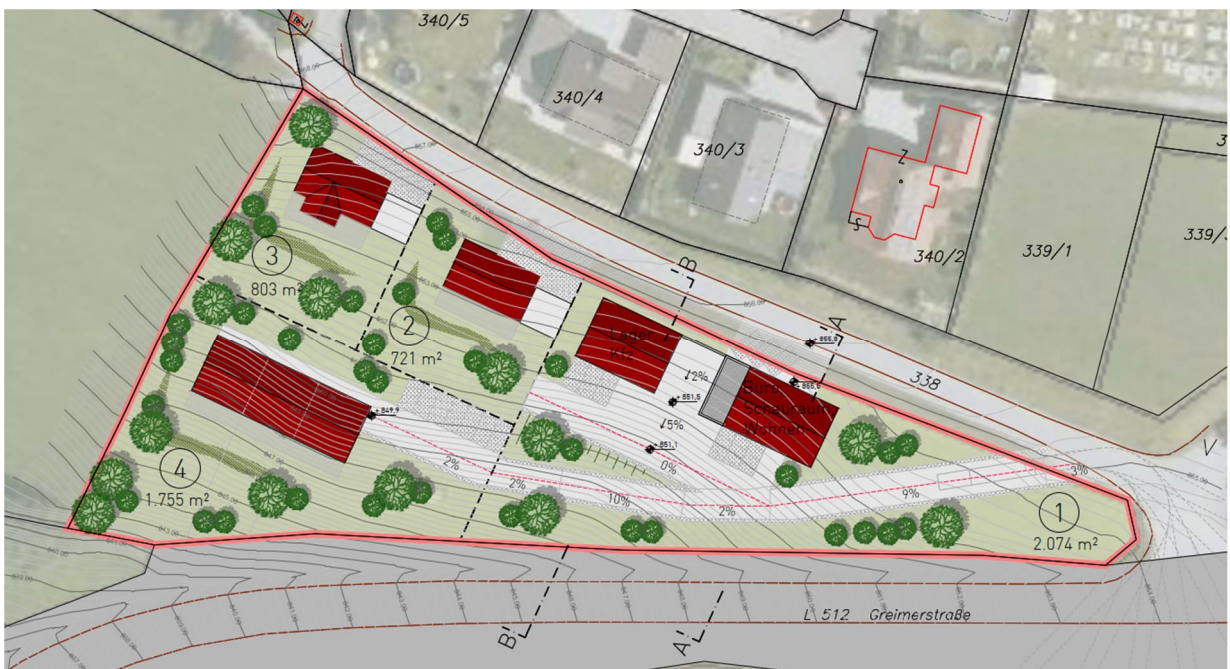 340/5
340/4
340/3
340/2
339/1
339/
338
Z
S
V
B
A
3
803 m²
2
721 m²
4
1.755 m²
1
2.074 m²
Lager
Kfz
Büro
Schauraum
Wohnen
2%
5%
0%
2%
2%
10%
2%
9%
3%
+ 849,9
+ 851,5
+ 851,1
B'
A'
L 512 Greimerstraße